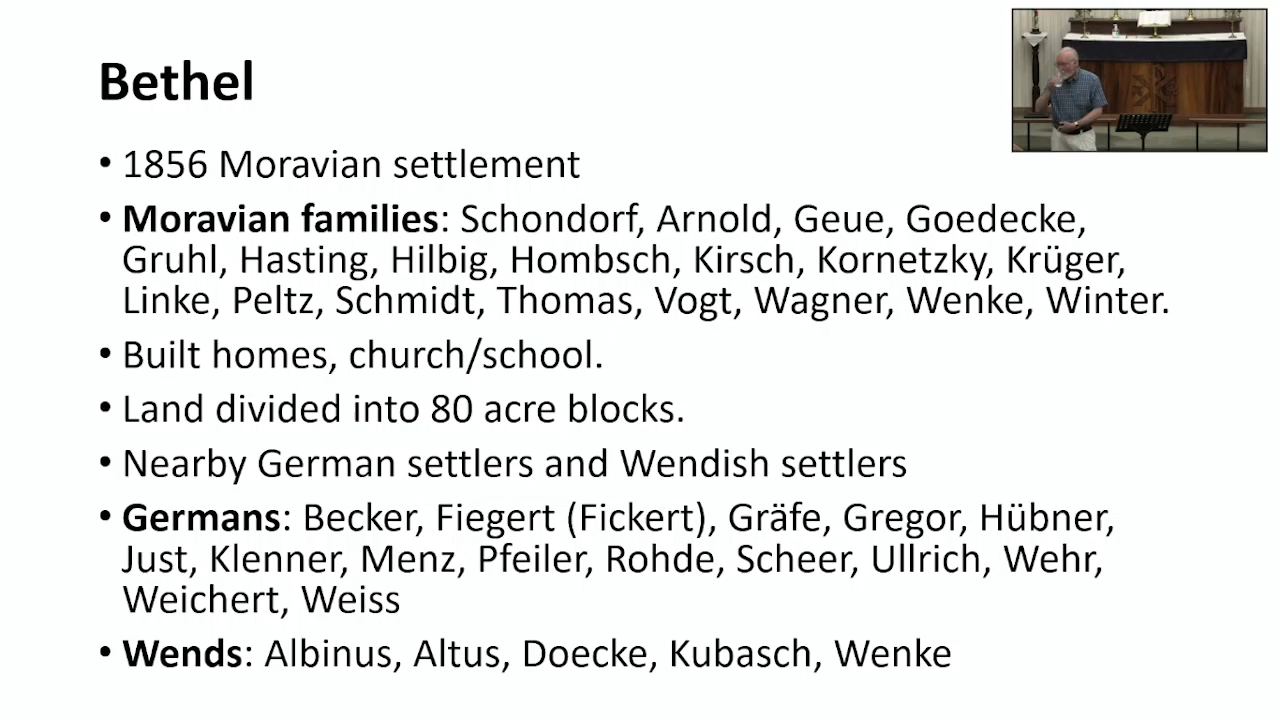 Bethel
• 1856 Moravian settlement
• Moravian families: Schondorf, Arnold, Geue, Goedecke,
Gruhl, Hasting, Hilbig, Hombsch, Kirsch, Kornetzky, Krüger,
Linke, Peltz, Schmidt, Thomas, Vogt, Wagner, Wenke, Winter.
• Built homes, church/school.
• Land divided into 80 acre blocks.
• Nearby German settlers and Wendish settlers
• Germans: Becker, Fiegert (Fickert), Gräfe, Gregor, Hübner,
Just, Klenner, Menz, Pfeiler, Rohde, Scheer, Ullrich, Wehr,
Weichert, Weiss
• Wends: Albinus, Altus, Doecke, Kubasch, Wenke